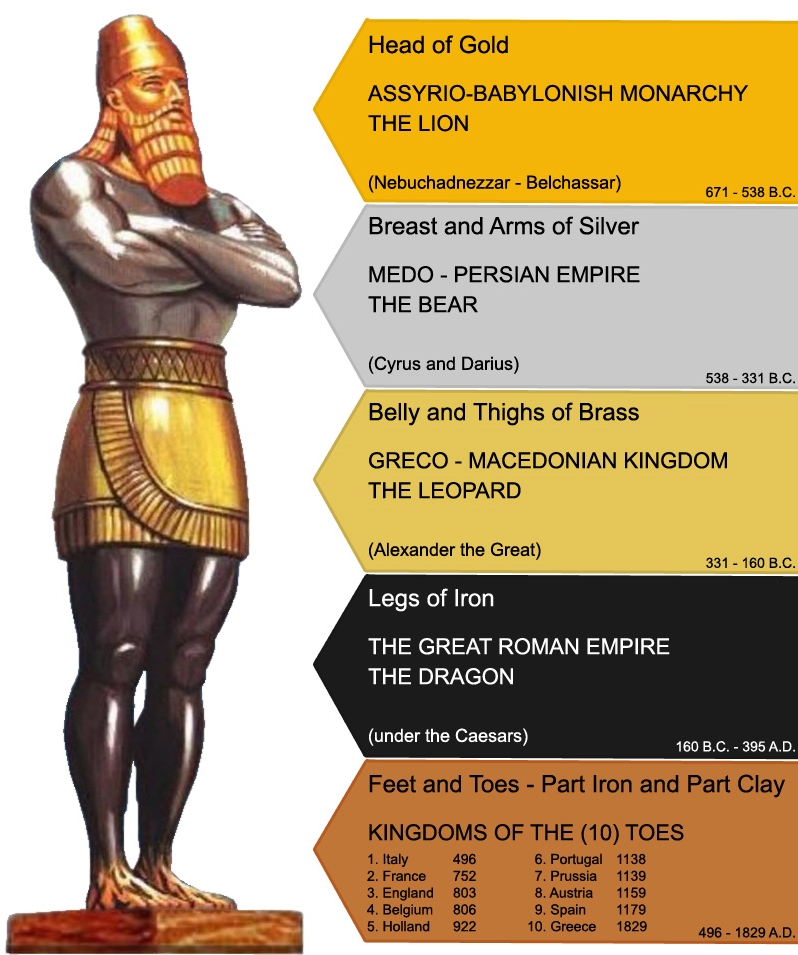 Head of Gold
ASSYRIO-BABYLONISH MONARCHY
THE LION
(Nebuchadnezzar - Belchassar)
671 - 538 B.C.
Breast and Arms of Silver
MEDO - PERSIAN EMPIRE
THE BEAR
(Cyrus and Darius)
538 - 331 B.C.
Belly and Thighs of Brass
GRECO - MACEDONIAN KINGDOM
THE LEOPARD
(Alexander the Great)
331 - 160 B.C.
Legs of Iron
THE GREAT ROMAN EMPIRE
THE DRAGON
(under the Caesars)
160 B.C. - 395 A.D.
Feet and Toes - Part Iron and Part Clay
KINGDOMS OF THE (10) TOES
1. Italy 496
2. France 752
3. England 803
4. Belgium 806
5. Holland 922
6. Portugal 1138
7. Prussia 1139
8. Austria 1159
9. Spain 1179
10. Greece 1829
496 - 1829 A.D.